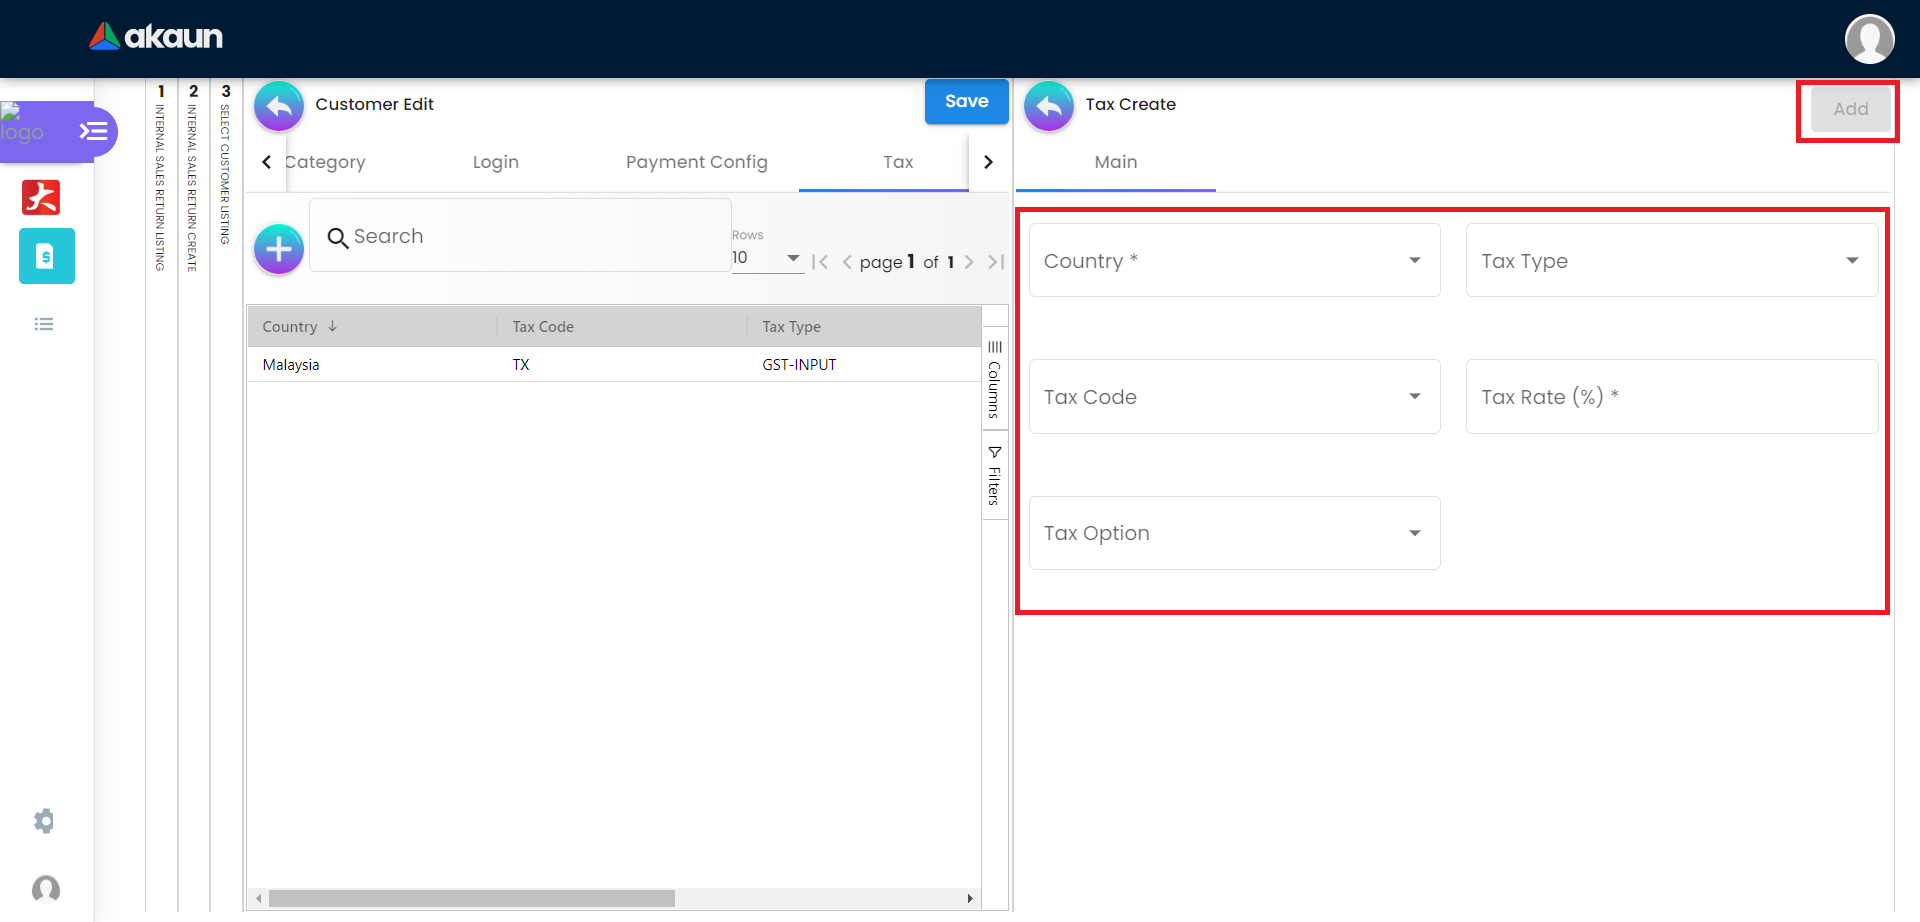 akaun
logo
1 INTERNAL SALES RETURN LISTING
2 INTERNAL SALES RETURN CREATE
3 SELECT CUSTOMER LISTING
Customer Edit
Save
Category
Login
Payment Config
Tax
Search
Rows
10
page 1 of 1
Country
Tax Code
Tax Type
Malaysia
TX
GST-INPUT
Columns
Filters
Tax Create
Add
Main
Country *
Tax Type
Tax Code
Tax Rate (%) *
Tax Option